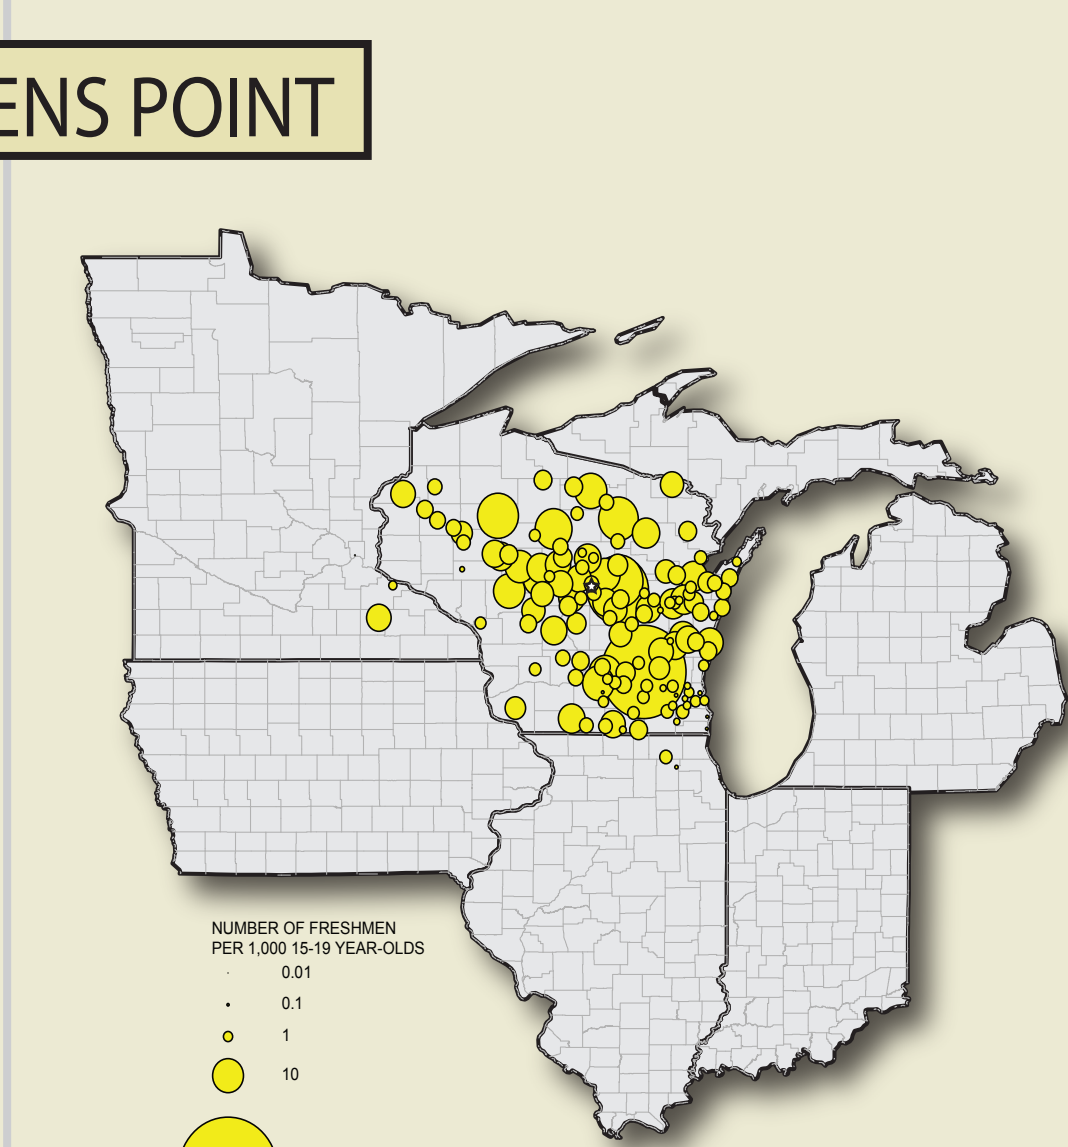 ENS POINT
NUMBER OF FRESHMEN
PER 1,000 15-19 YEAR-OLDS
0.01
0.1
1
10